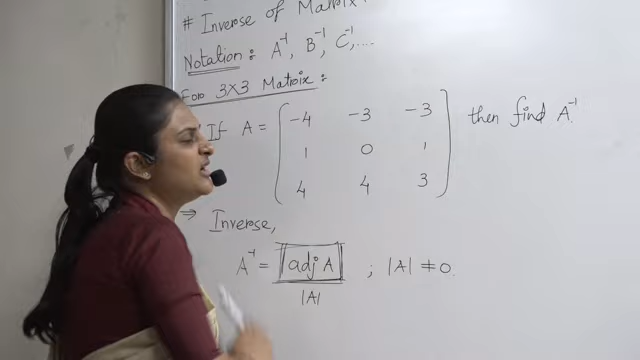 # Inverse of Matrix:
Notation: A⁻¹, B⁻¹, C⁻¹,....
For 3×3 Matrix:
If A = [ -4 -3 -3 then find A⁻¹.
1 0 1
4 4 3 ]
⇒ Inverse,
A⁻¹ = adj A ; |A| ≠ 0.
|A|